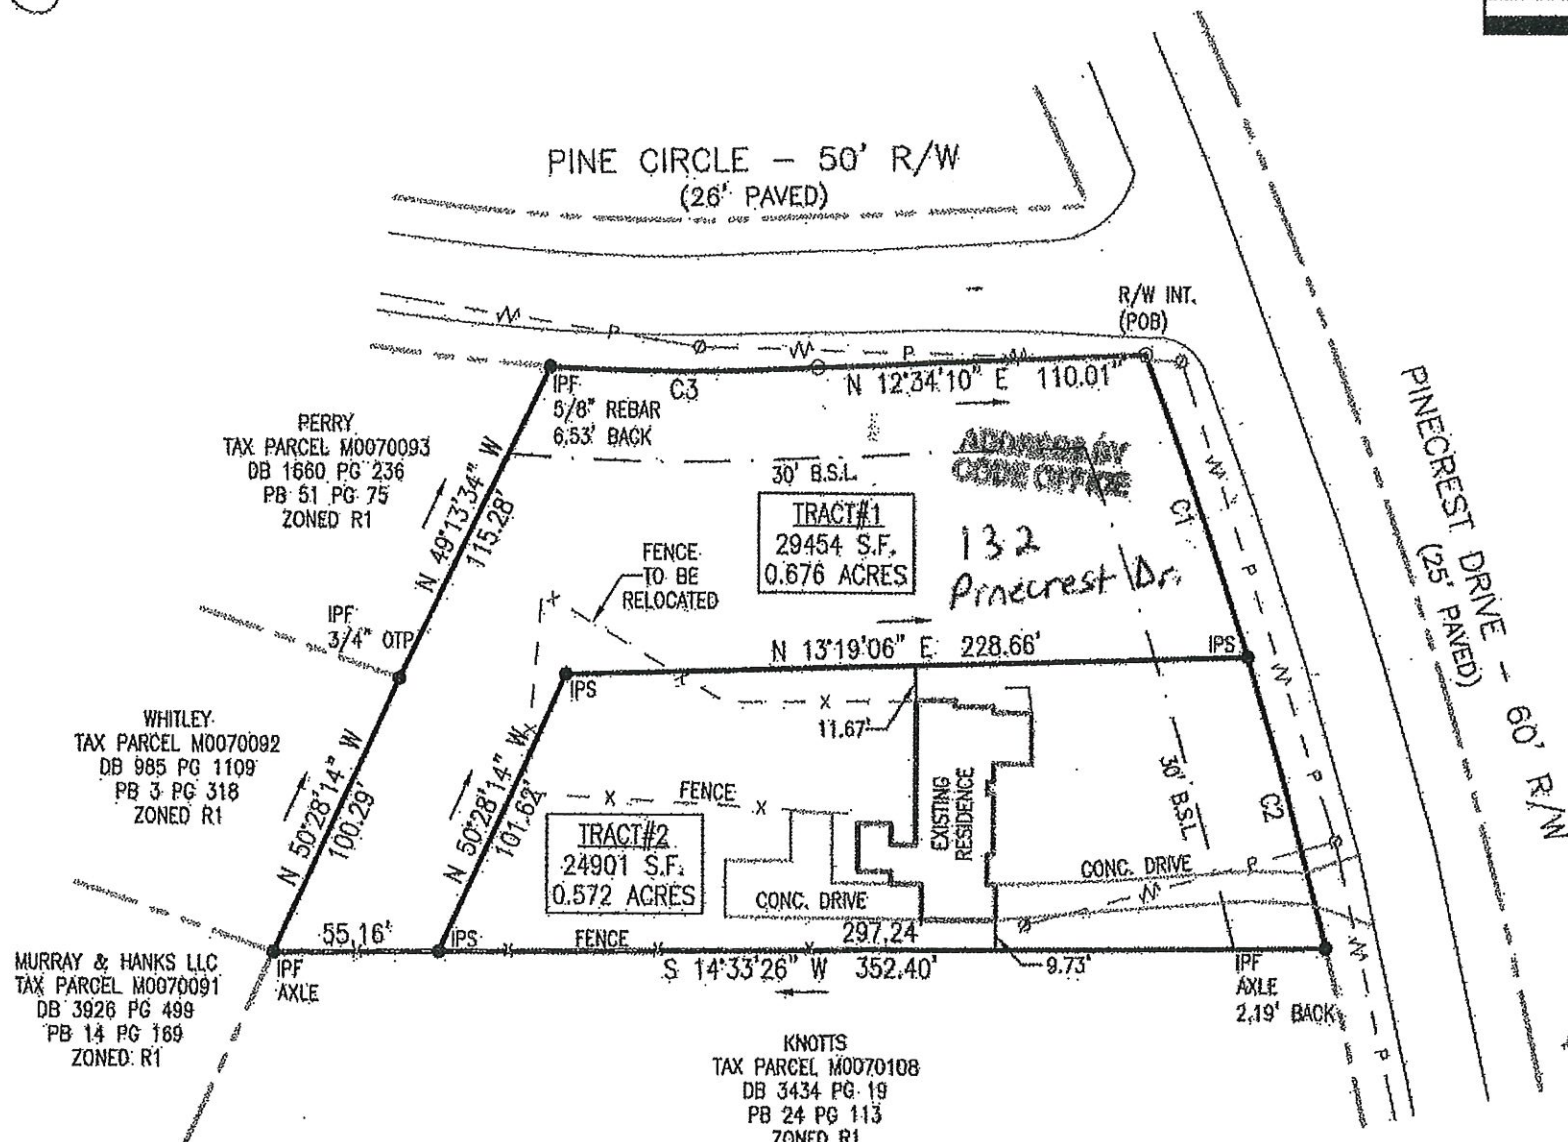 PINE CIRCLE - 50' R/W
(26' PAVED)
R/W INT.
(POB)
PINECREST DRIVE - 60' R/W
(25' PAVED)
W
P
W
P
IPF
5/8" REBAR
6.53' BACK
C3
N 12°34'10" E 110.01'
PERRY
TAX PARCEL M0070093
DB 1660 PG 236
PB 51 PG 75
ZONED R1
N 49°13'34" W
115.28'
30' B.S.L.
ADDRESS BY
CODE OFFICE
C1
TRACT#1
29454 S.F.
0.676 ACRES
132
Pinecrest Dr.
FENCE
TO BE
RELOCATED
IPF
3/4" OTP
N 13°19'06" E 228.66'
IPS
IPS
11.67'
WHITLEY
TAX PARCEL M0070092
DB 985 PG 1109
PB 3 PG 318
ZONED R1
N 50°28'14" W
100.29'
N 50°28'14" W
101.62'
FENCE
EXISTING
RESIDENCE
30' B.S.L.
C2
TRACT#2
24901 S.F.
0.572 ACRES
CONC. DRIVE
CONC. DRIVE
55.16'
IPS
FENCE
297.24
S 14°33'26" W 352.40'
9.73'
IPF
AXLE
IPF
AXLE
2.19' BACK
MURRAY & HANKS LLC
TAX PARCEL M0070091
DB 3926 PG 499
PB 14 PG 169
ZONED R1
KNOTTS
TAX PARCEL M0070108
DB 3434 PG 19
PB 24 PG 113
ZONED R1